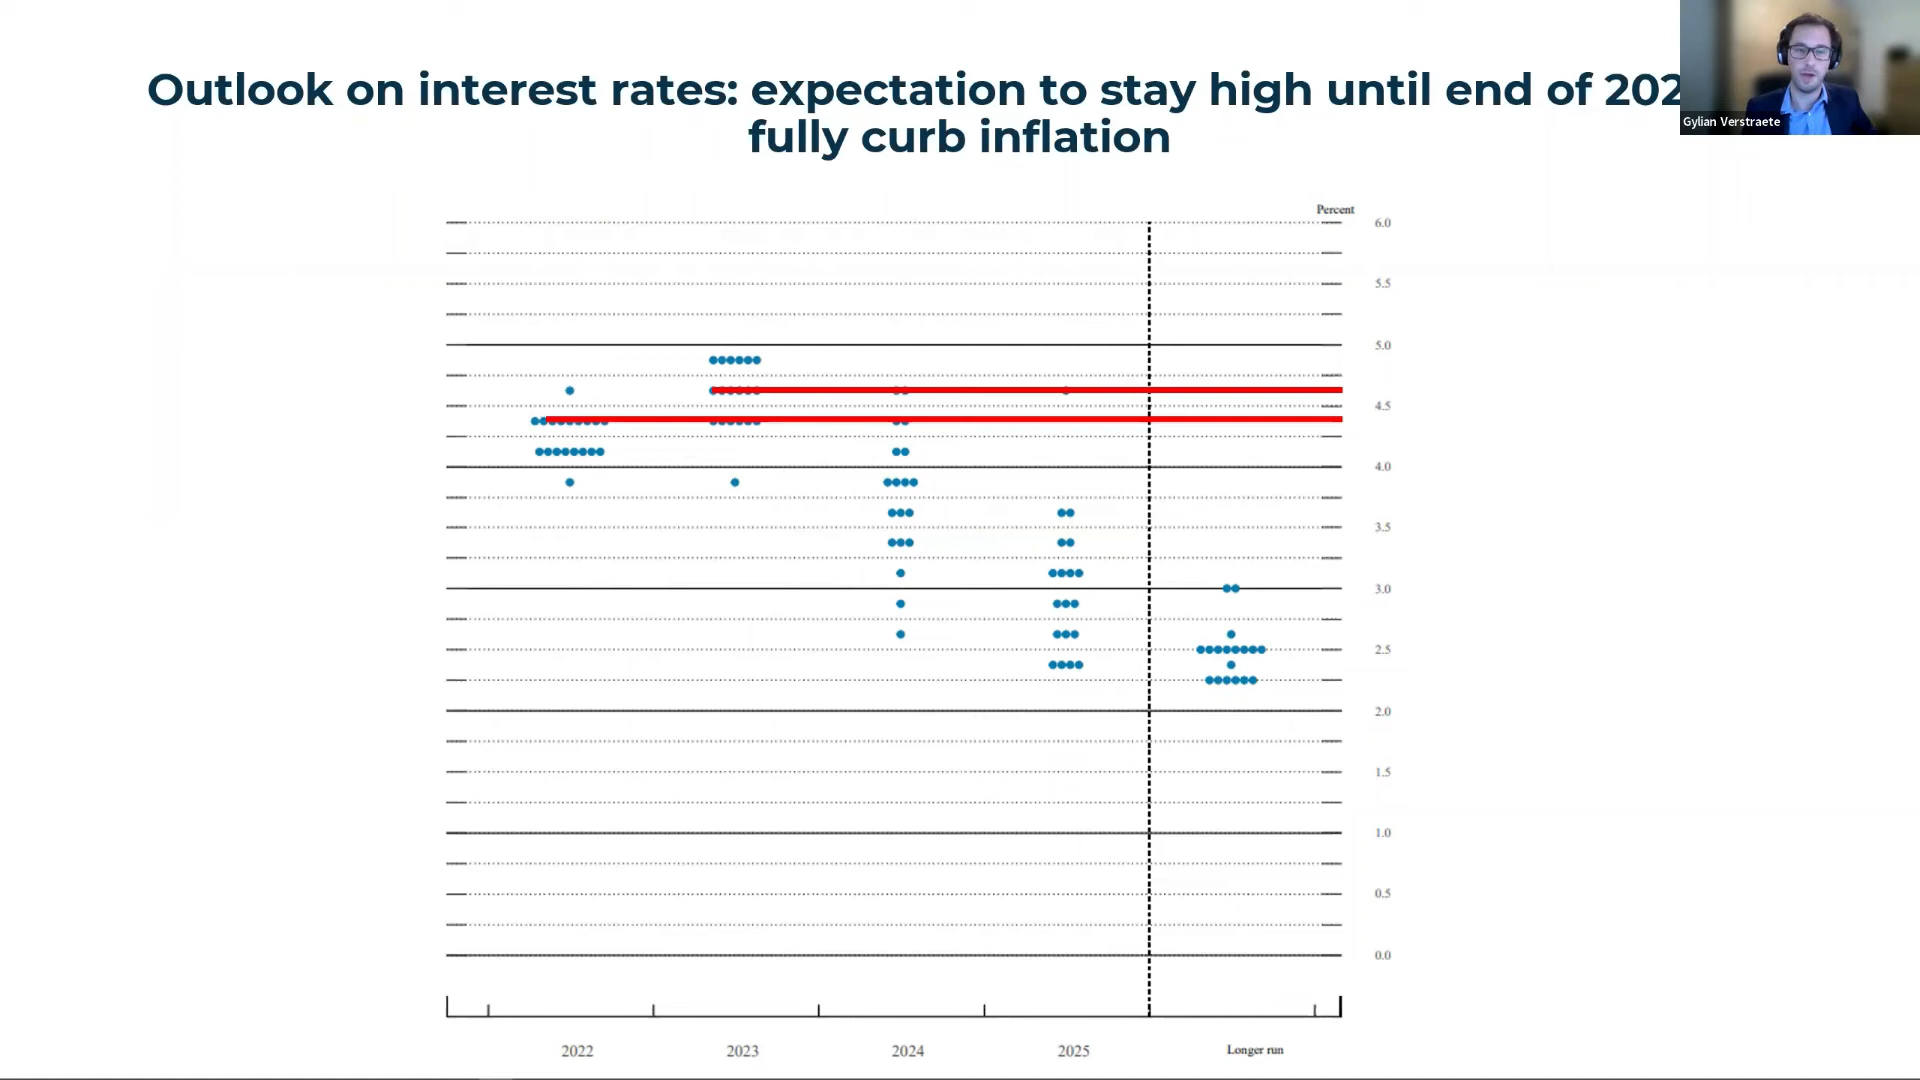 Outlook on interest rates: expectation to stay high until end of 202
fully curb inflation
Gylian Verstraete
Percent
6.0
5.5
5.0
4.5
4.0
3.5
3.0
2.5
2.0
1.5
1.0
0.5
0.0
2022 2023 2024 2025 Longer run